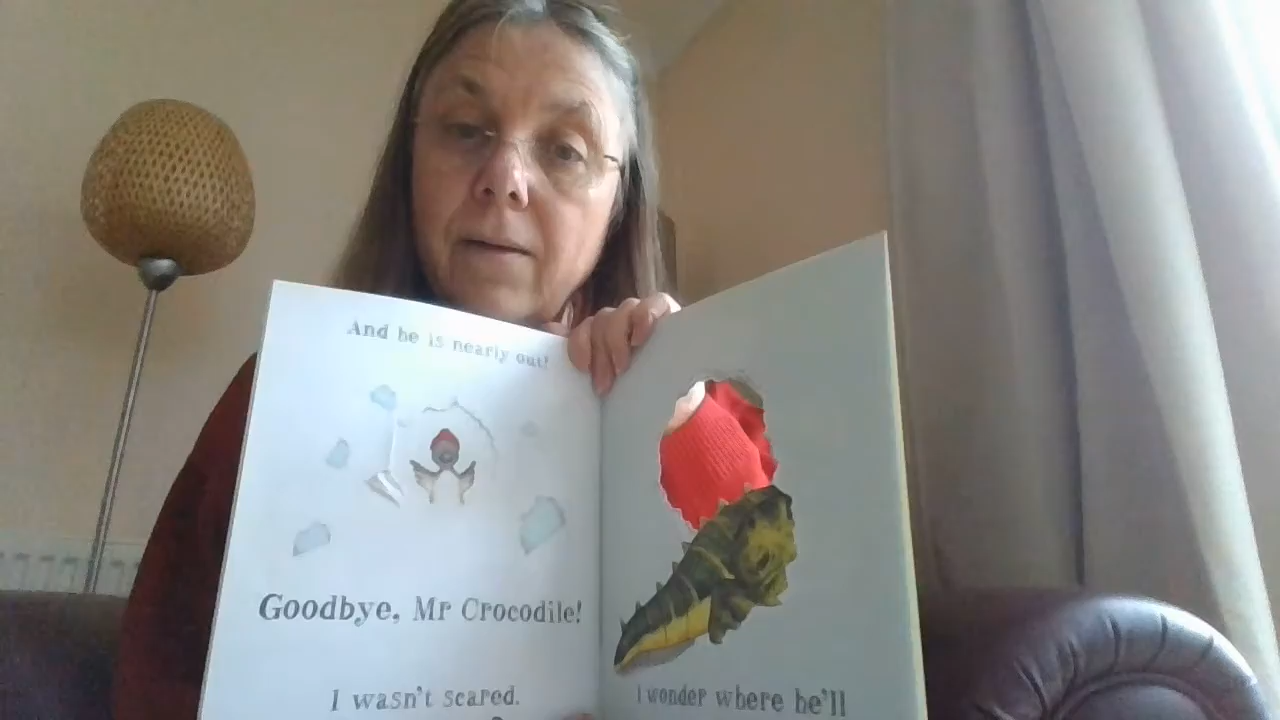 And he is nearly out!
Goodbye, Mr Crocodile!
I wasn't scared.
I wonder where he'll